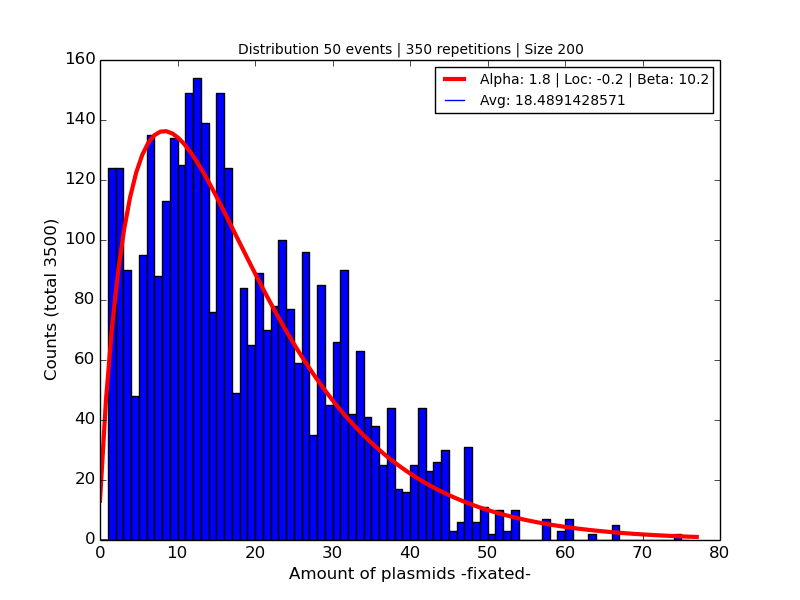 Distribution 50 events | 350 repetitions | Size 200
Alpha: 1.8 | Loc: -0.2 | Beta: 10.2
Avg: 18.4891428571
160
140
120
100
80
60
40
20
0
Counts (total 3500)
0 10 20 30 40 50 60 70 80
Amount of plasmids -fixated-